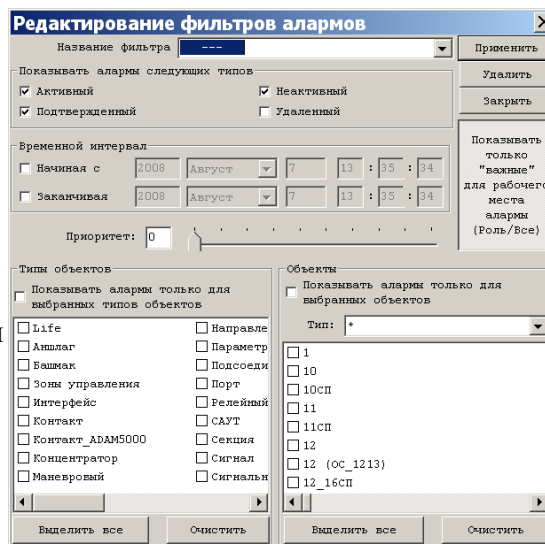 Редактирование фильтров алармов
Название фильтра ---
Применить
Удалить
Закрыть
Показывать алармы следующих типов
Активный Неактивный
Подтвержденный Удаленный
Показывать
только
"важные"
для рабочего
места
алармы
(Роль/Все)
Временной интервал
Начиная с 2008 Август 7 13 : 35 : 34
Заканчивая 2008 Август 7 13 : 35 : 34
Приоритет: 0
Типы объектов
Показывать алармы только для
выбранных типов объектов
Life
Аншлаг
Башмак
Зоны управления
Интерфейс
Контакт
Контакт_ADAM5000
Концентратор
Маневровый
Направле
Параметр
Подсоеди
Порт
Релейный
САУТ
Секция
Сигнал
Сигнальн
Выделить все Очистить
Объекты
Показывать алармы только для
выбранных объектов
Тип: *
1
10
10СП
11
11СП
12
12 (ОС_1213)
12_16СП
Выделить все Очистить